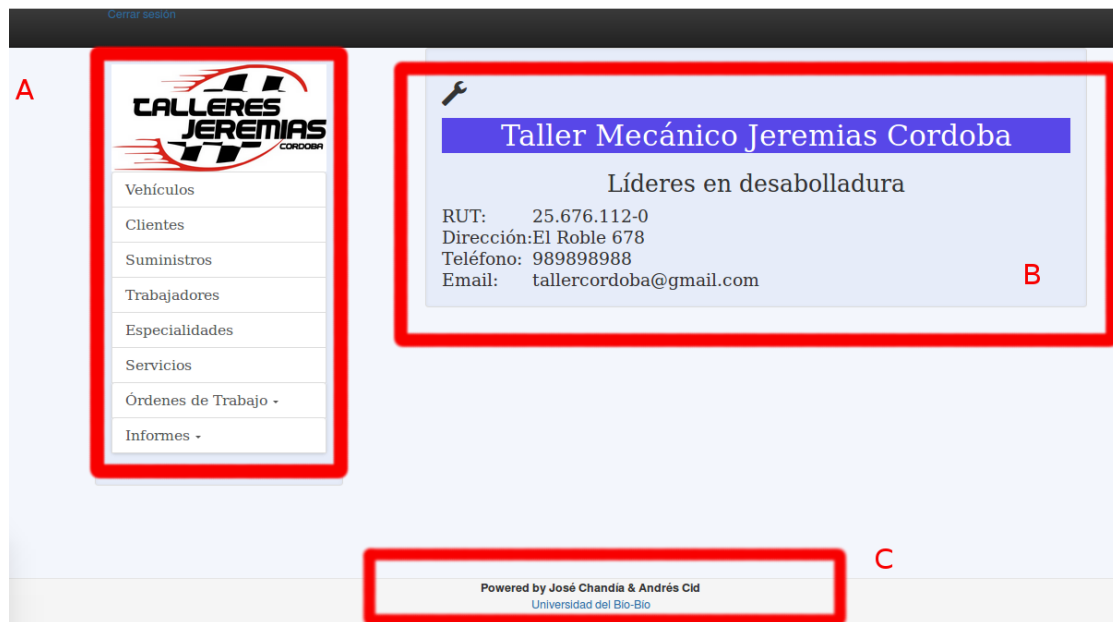 Cerrar sesión
A
TALLERES
JEREMIAS
CORDOBA
Vehículos
Clientes
Suministros
Trabajadores
Especialidades
Servicios
Órdenes de Trabajo
Informes
Taller Mecánico Jeremias Cordoba
Líderes en desabolladura
RUT: 25.676.112-0
Dirección:El Roble 678
Teléfono: 989898988
Email: tallercordoba@gmail.com
B
C
Powered by José Chandía & Andrés Cid
Universidad del Bío-Bío